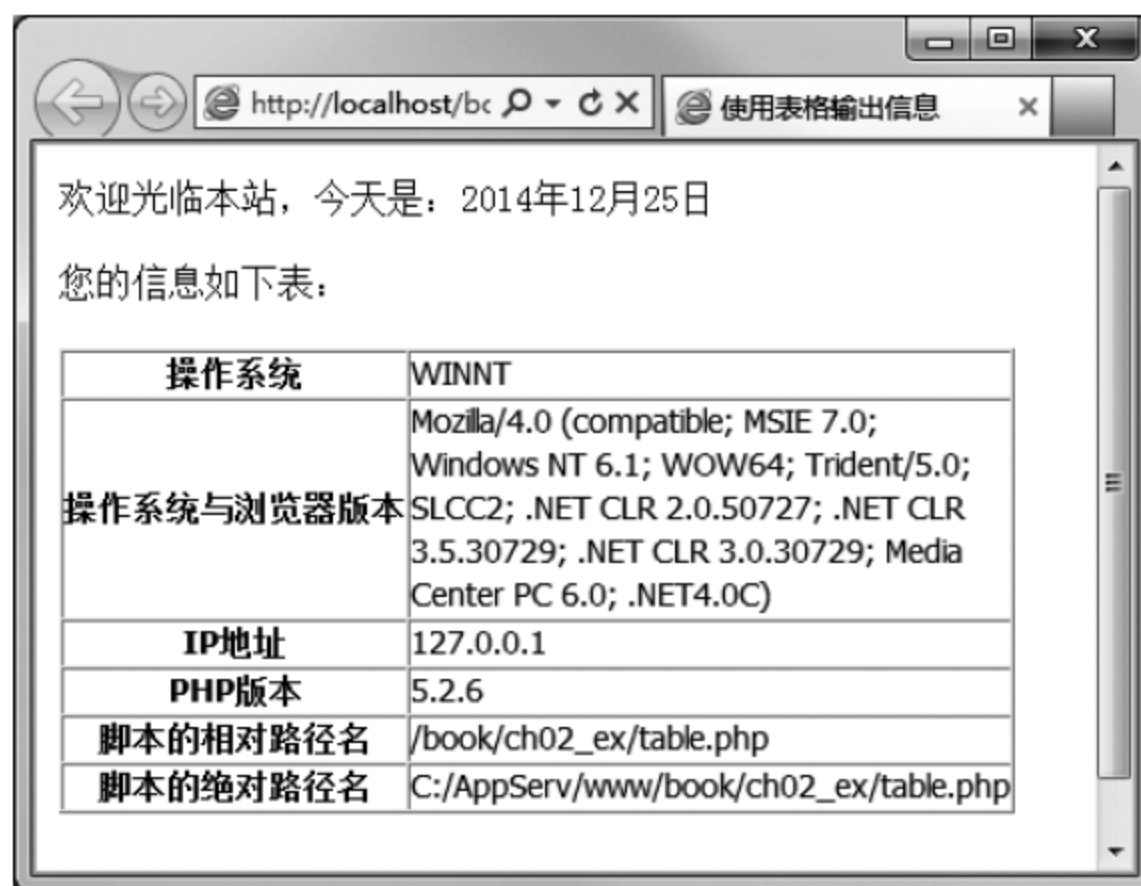 http://localhost/bc
使用表格输出信息
欢迎光临本站，今天是：2014年12月25日
您的信息如下表：
操作系统 WINNT
操作系统与浏览器版本 Mozilla/4.0 (compatible; MSIE 7.0;
Windows NT 6.1; WOW64; Trident/5.0;
SLCC2; .NET CLR 2.0.50727; .NET CLR
3.5.30729; .NET CLR 3.0.30729; Media
Center PC 6.0; .NET4.0C)
IP地址 127.0.0.1
PHP版本 5.2.6
脚本的相对路径名 /book/ch02_ex/table.php
脚本的绝对路径名 C:/AppServ/www/book/ch02_ex/table.php